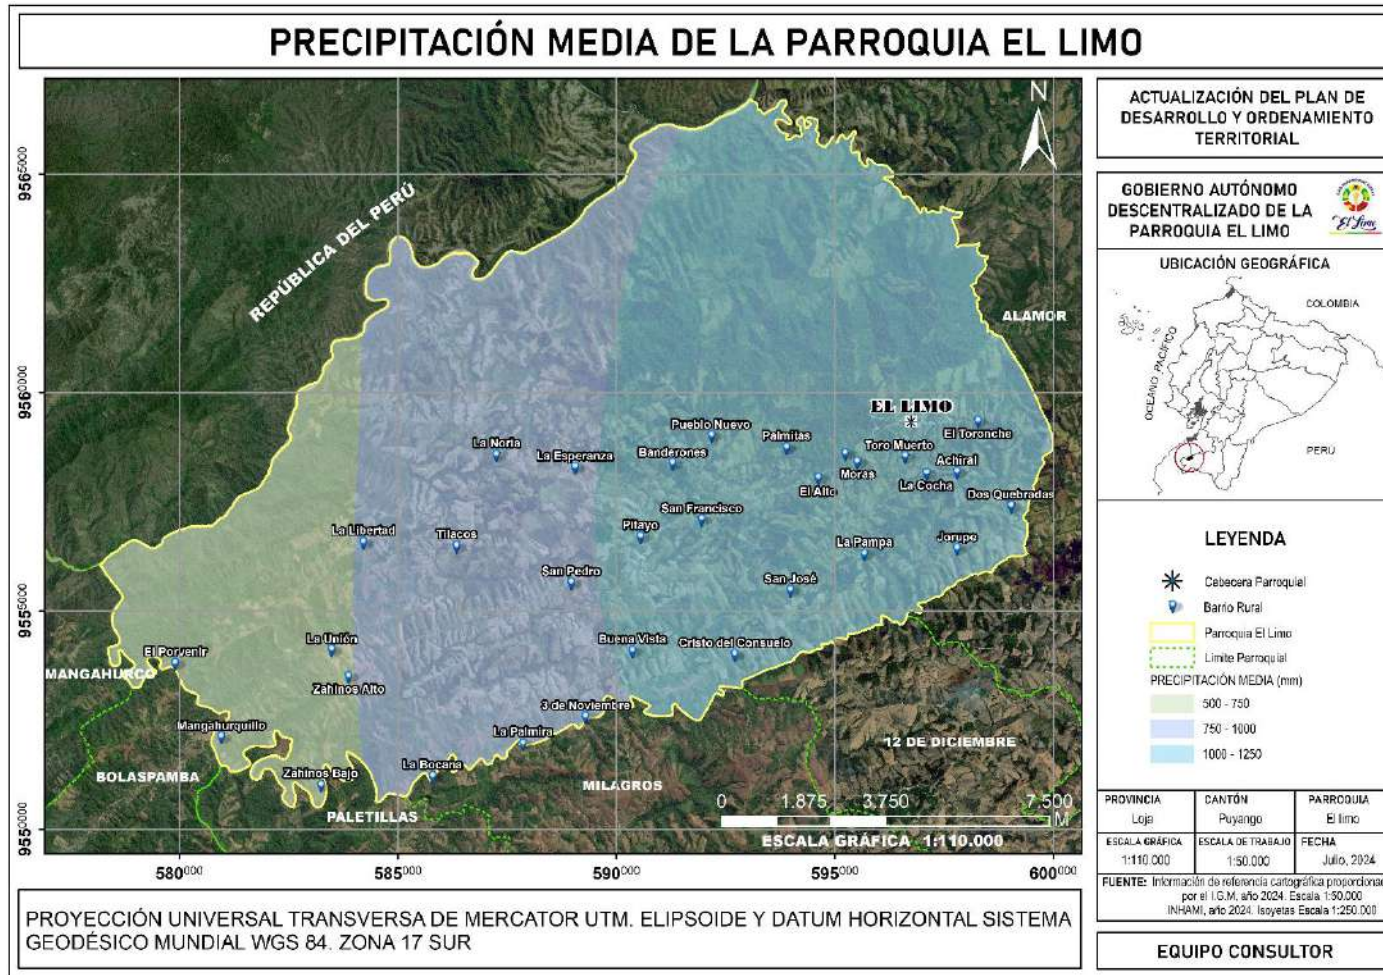 PRECIPITACIÓN MEDIA DE LA PARROQUIA EL LIMO
N
REPÚBLICA DEL PERÚ
ALAMOR
EL LIMO
Pueblo Nuevo
Palmitas
El Toronche
La Noria
La Esperanza
Banderones
Toro Muerto
Moras
Achiral
El Alto
La Cocha
Dos Quebradas
San Francisco
La Libertad
Tilacos
Pitayo
La Pampa
Jorupe
San Pedro
San José
La Unión
Buena Vista
Cristo del Consuelo
El Porvenir
MANGAHURCO
Zahinos Alto
3 de Noviembre
Mangahurquillo
La Palmira
12 DE DICIEMBRE
BOLASPAMBA
Zahinos Bajo
La Bocana
MILAGROS
PALETILLAS
0 1.875 3.750 7.500
M
ESCALA GRÁFICA 1:110.000
9565000
9560000
9555000
9550000
580000 585000 590000 595000 600000
PROYECCIÓN UNIVERSAL TRANSVERSA DE MERCATOR UTM. ELIPSOIDE Y DATUM HORIZONTAL SISTEMA
GEODÉSICO MUNDIAL WGS 84. ZONA 17 SUR
ACTUALIZACIÓN DEL PLAN DE
DESARROLLO Y ORDENAMIENTO
TERRITORIAL
GOBIERNO AUTÓNOMO
DESCENTRALIZADO DE LA
PARROQUIA EL LIMO
El Limo
UBICACIÓN GEOGRÁFICA
COLOMBIA
OCEANO PACÍFICO
PERÚ
LEYENDA
Cabecera Parroquial
Barrio Rural
Parroquia El Limo
Limite Parroquial
PRECIPITACIÓN MEDIA (mm)
500 - 750
750 - 1000
1000 - 1250
PROVINCIA CANTÓN PARROQUIA
Loja Puyango El limo
ESCALA GRÁFICA ESCALA DE TRABAJO FECHA
1:110.000 1:50.000 Julio, 2024
FUENTE: Información de referencia cartográfica proporciona
por el I.G.M, año 2024. Escala 1:50.000
INHAMI, año 2024. Isoyetas Escala 1:250.000
EQUIPO CONSULTOR